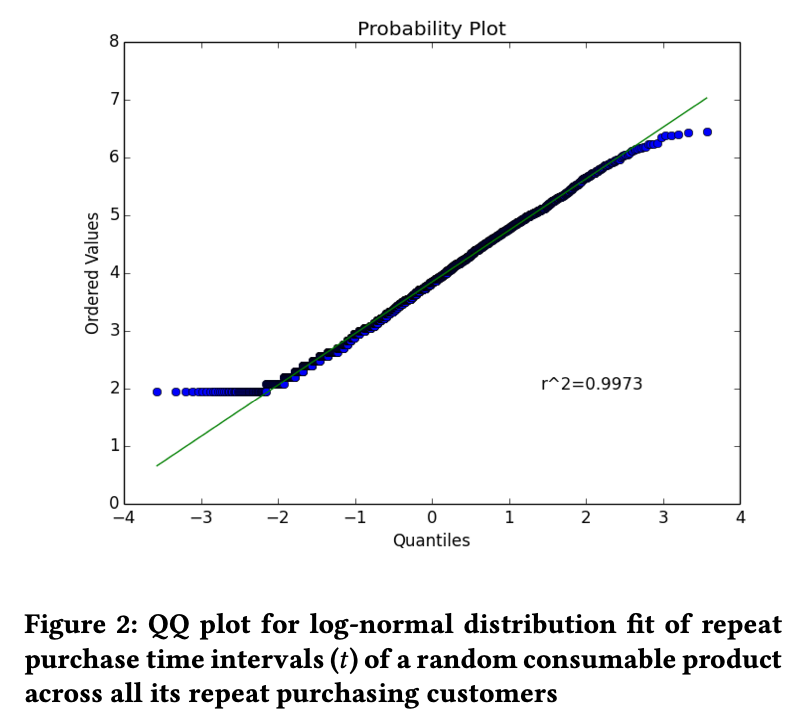 Probability Plot
8
7
6
5
4
3
2
1
0
Ordered Values
r^2=0.9973
−4 −3 −2 −1 0 1 2 3 4
Quantiles
Figure 2: QQ plot for log-normal distribution fit of repeat
purchase time intervals (t) of a random consumable product
across all its repeat purchasing customers